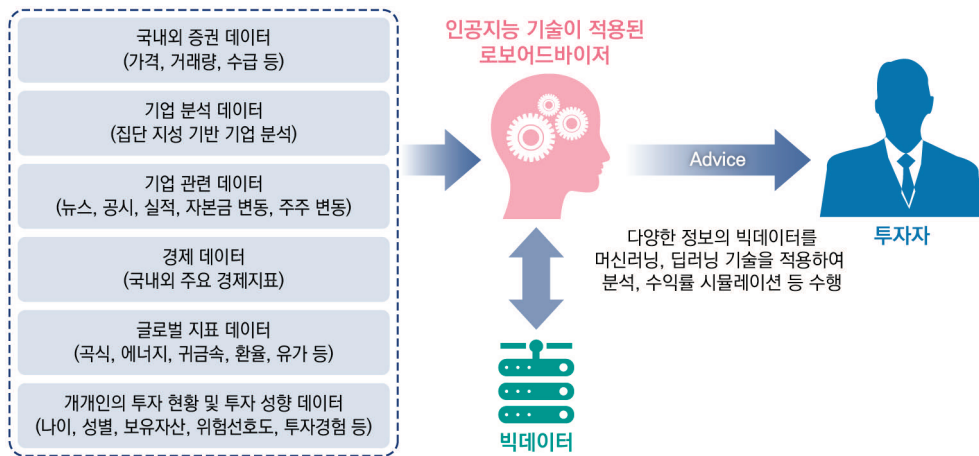 국내외 증권 데이터
(가격, 거래량, 수급 등)
기업 분석 데이터
(집단 지성 기반 기업 분석)
기업 관련 데이터
(뉴스, 공시, 실적, 자본금 변동, 주주 변동)
경제 데이터
(국내외 주요 경제지표)
글로벌 지표 데이터
(곡식, 에너지, 귀금속, 환율, 유가 등)
개개인의 투자 현황 및 투자 성향 데이터
(나이, 성별, 보유자산, 위험선호도, 투자경험 등)
인공지능 기술이 적용된
로보어드바이저
빅데이터
Advice
다양한 정보의 빅데이터를
머신러닝, 딥러닝 기술을 적용하여
분석, 수익률 시뮬레이션 등 수행
투자자